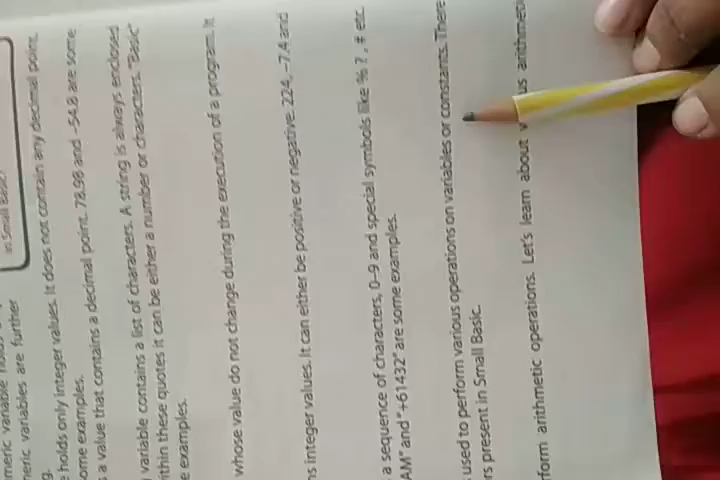 in Small Basic?
meric variable
neric variables are further
g.
e holds only integer values. It does not contain any decimal point.
ome examples.
s a value that contains a decimal point. 78.98 and -54.8 are some
variable contains a list of characters. A string is always enclosed
ithin these quotes it can be either a number or characters. "Basic"
e examples.
whose value do not change during the execution of a program. It
ns integer values. It can either be positive or negative. 224, -7.4 and
a sequence of characters, 0-9 and special symbols like % ?, # etc.
AM" and "+61432" are some examples.
used to perform various operations on variables or constants. There
rs present in Small Basic.
form arithmetic operations. Let's learn about v us arithmeti